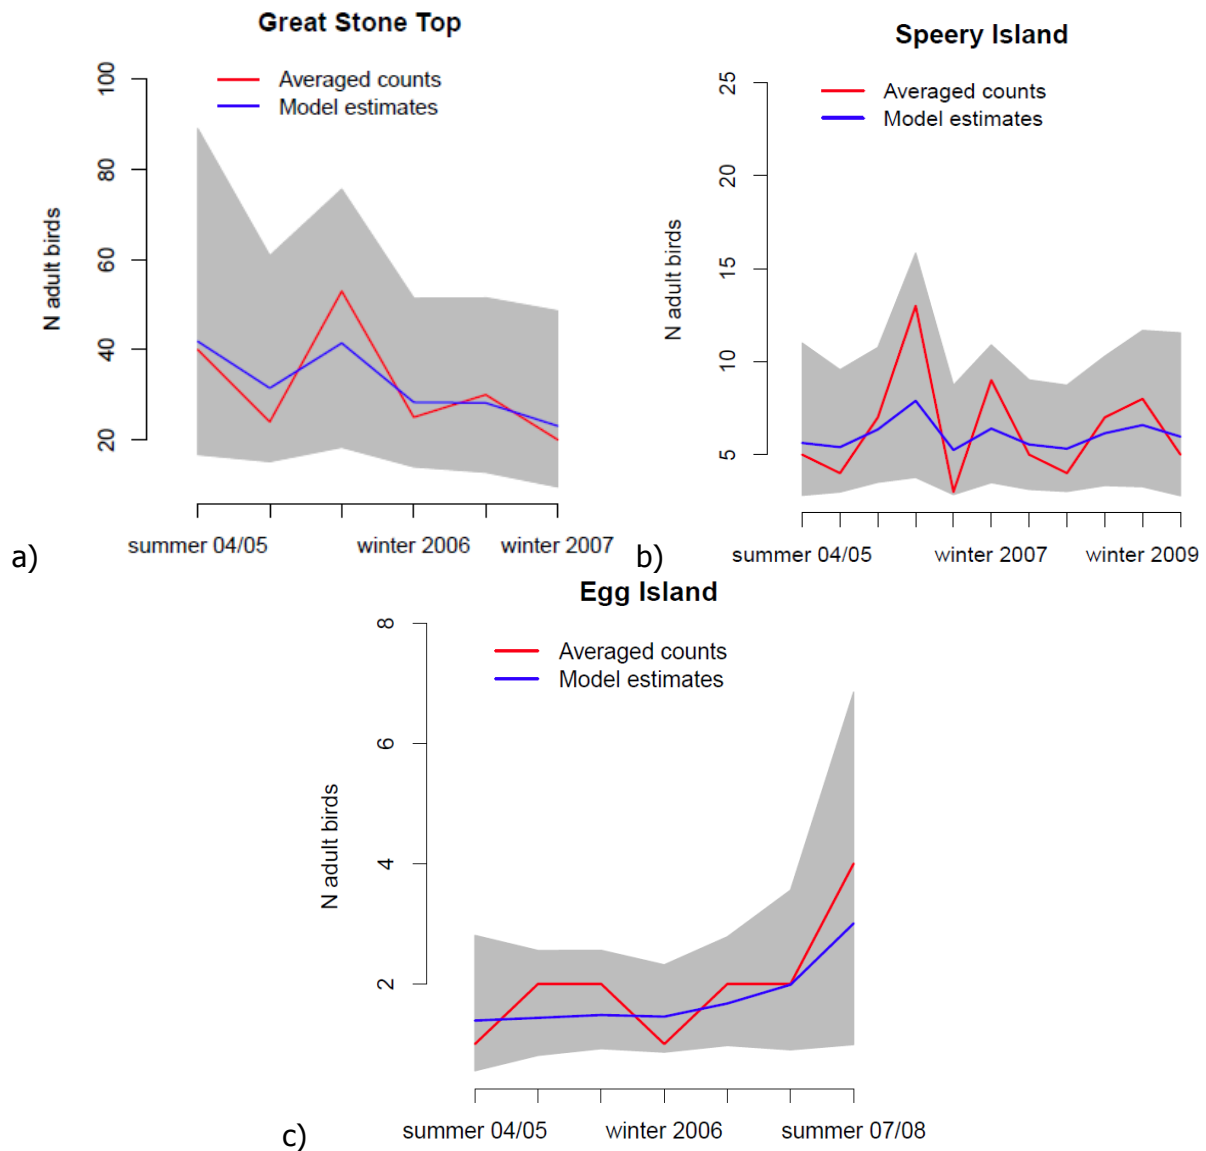 Great Stone Top
Averaged counts
Model estimates
N adult birds
100
80
60
40
20
summer 04/05
winter 2006
winter 2007
a)
Speery Island
Averaged counts
Model estimates
N adult birds
25
20
15
10
5
summer 04/05
winter 2007
winter 2009
b)
Egg Island
Averaged counts
Model estimates
N adult birds
8
6
4
2
summer 04/05
winter 2006
summer 07/08
c)